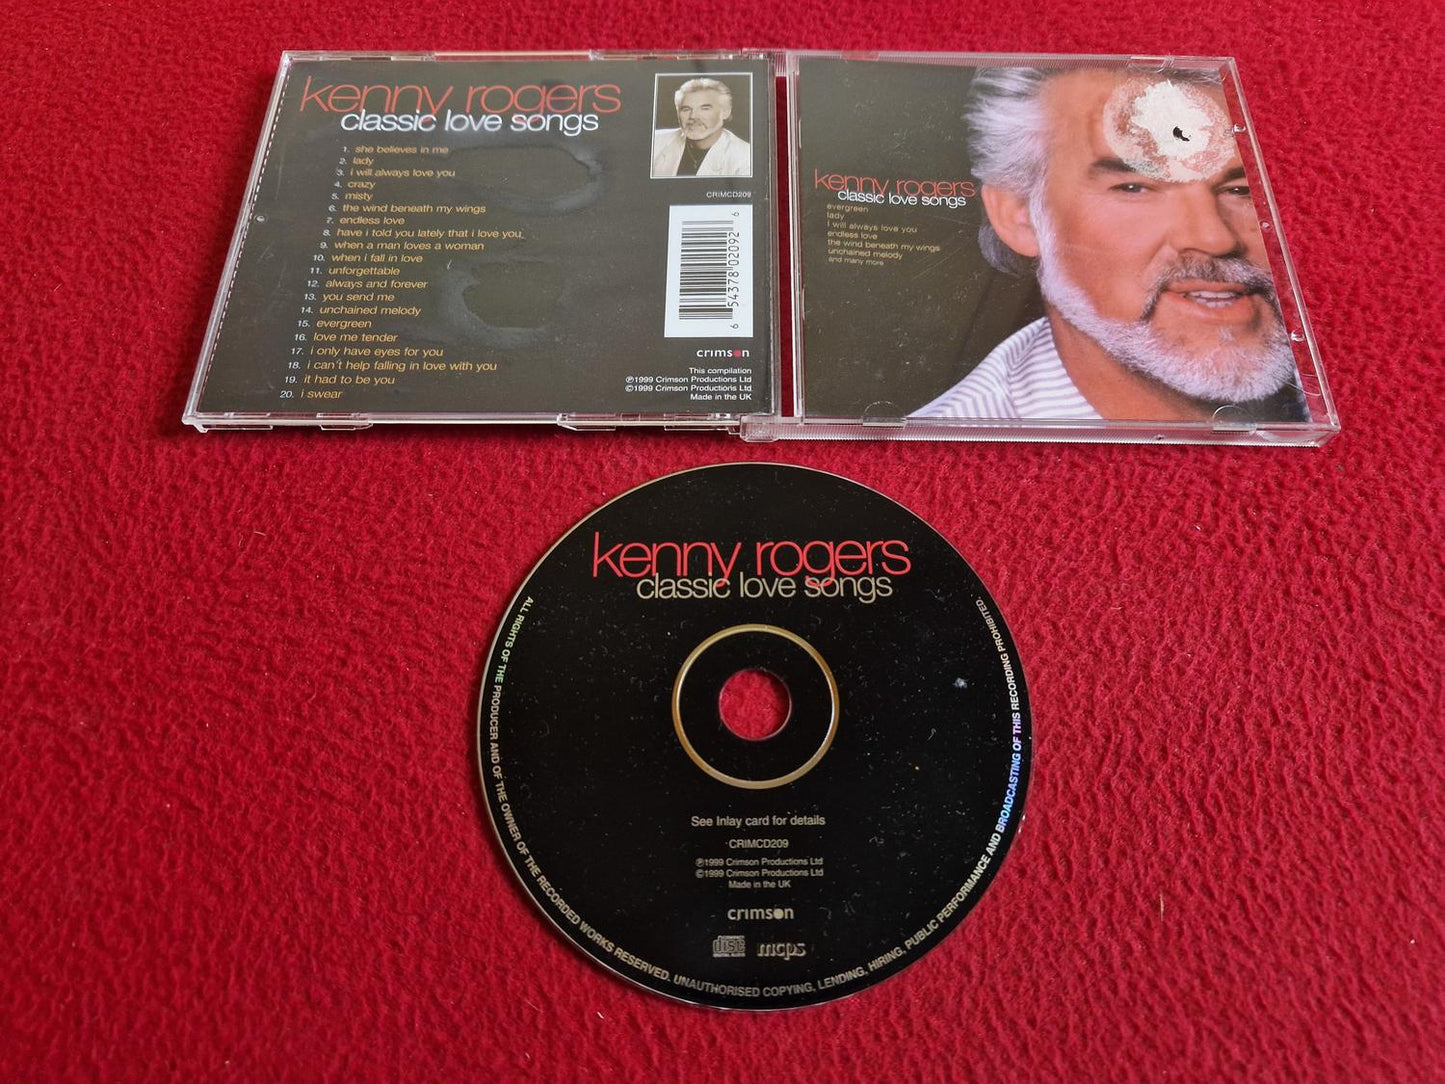 kenny rogers
classic love songs
1. she believes in me
2. lady
3. i will always love you
4. crazy
5. misty
6. the wind beneath my wings
7. endless love
8. have i told you lately that i love you
9. when a man loves a woman
10. when i fall in love
11. unforgettable
12. always and forever
13. you send me
14. unchained melody
15. evergreen
16. love me tender
17. i only have eyes for you
18. i can't help falling in love with you
19. it had to be you
20. i swear
CRIMCD209
6 54378 02092 6
crimson
This compilation
℗1999 Crimson Productions Ltd
©1999 Crimson Productions Ltd
Made in the UK
kenny rogers
classic love songs
evergreen
lady
i will always love you
endless love
the wind beneath my wings
unchained melody
and many more
kenny rogers
classic love songs
See Inlay card for details
CRIMCD209
℗1999 Crimson Productions Ltd
©1999 Crimson Productions Ltd
Made in the UK
crimson
COMPACT
disc
DIGITAL AUDIO
mcps
ALL RIGHTS OF THE PRODUCER AND OF THE OWNER OF THE RECORDED WORKS RESERVED. UNAUTHORISED COPYING, LENDING, HIRING, PUBLIC PERFORMANCE AND BROADCASTING OF THIS RECORDING PROHIBITED.